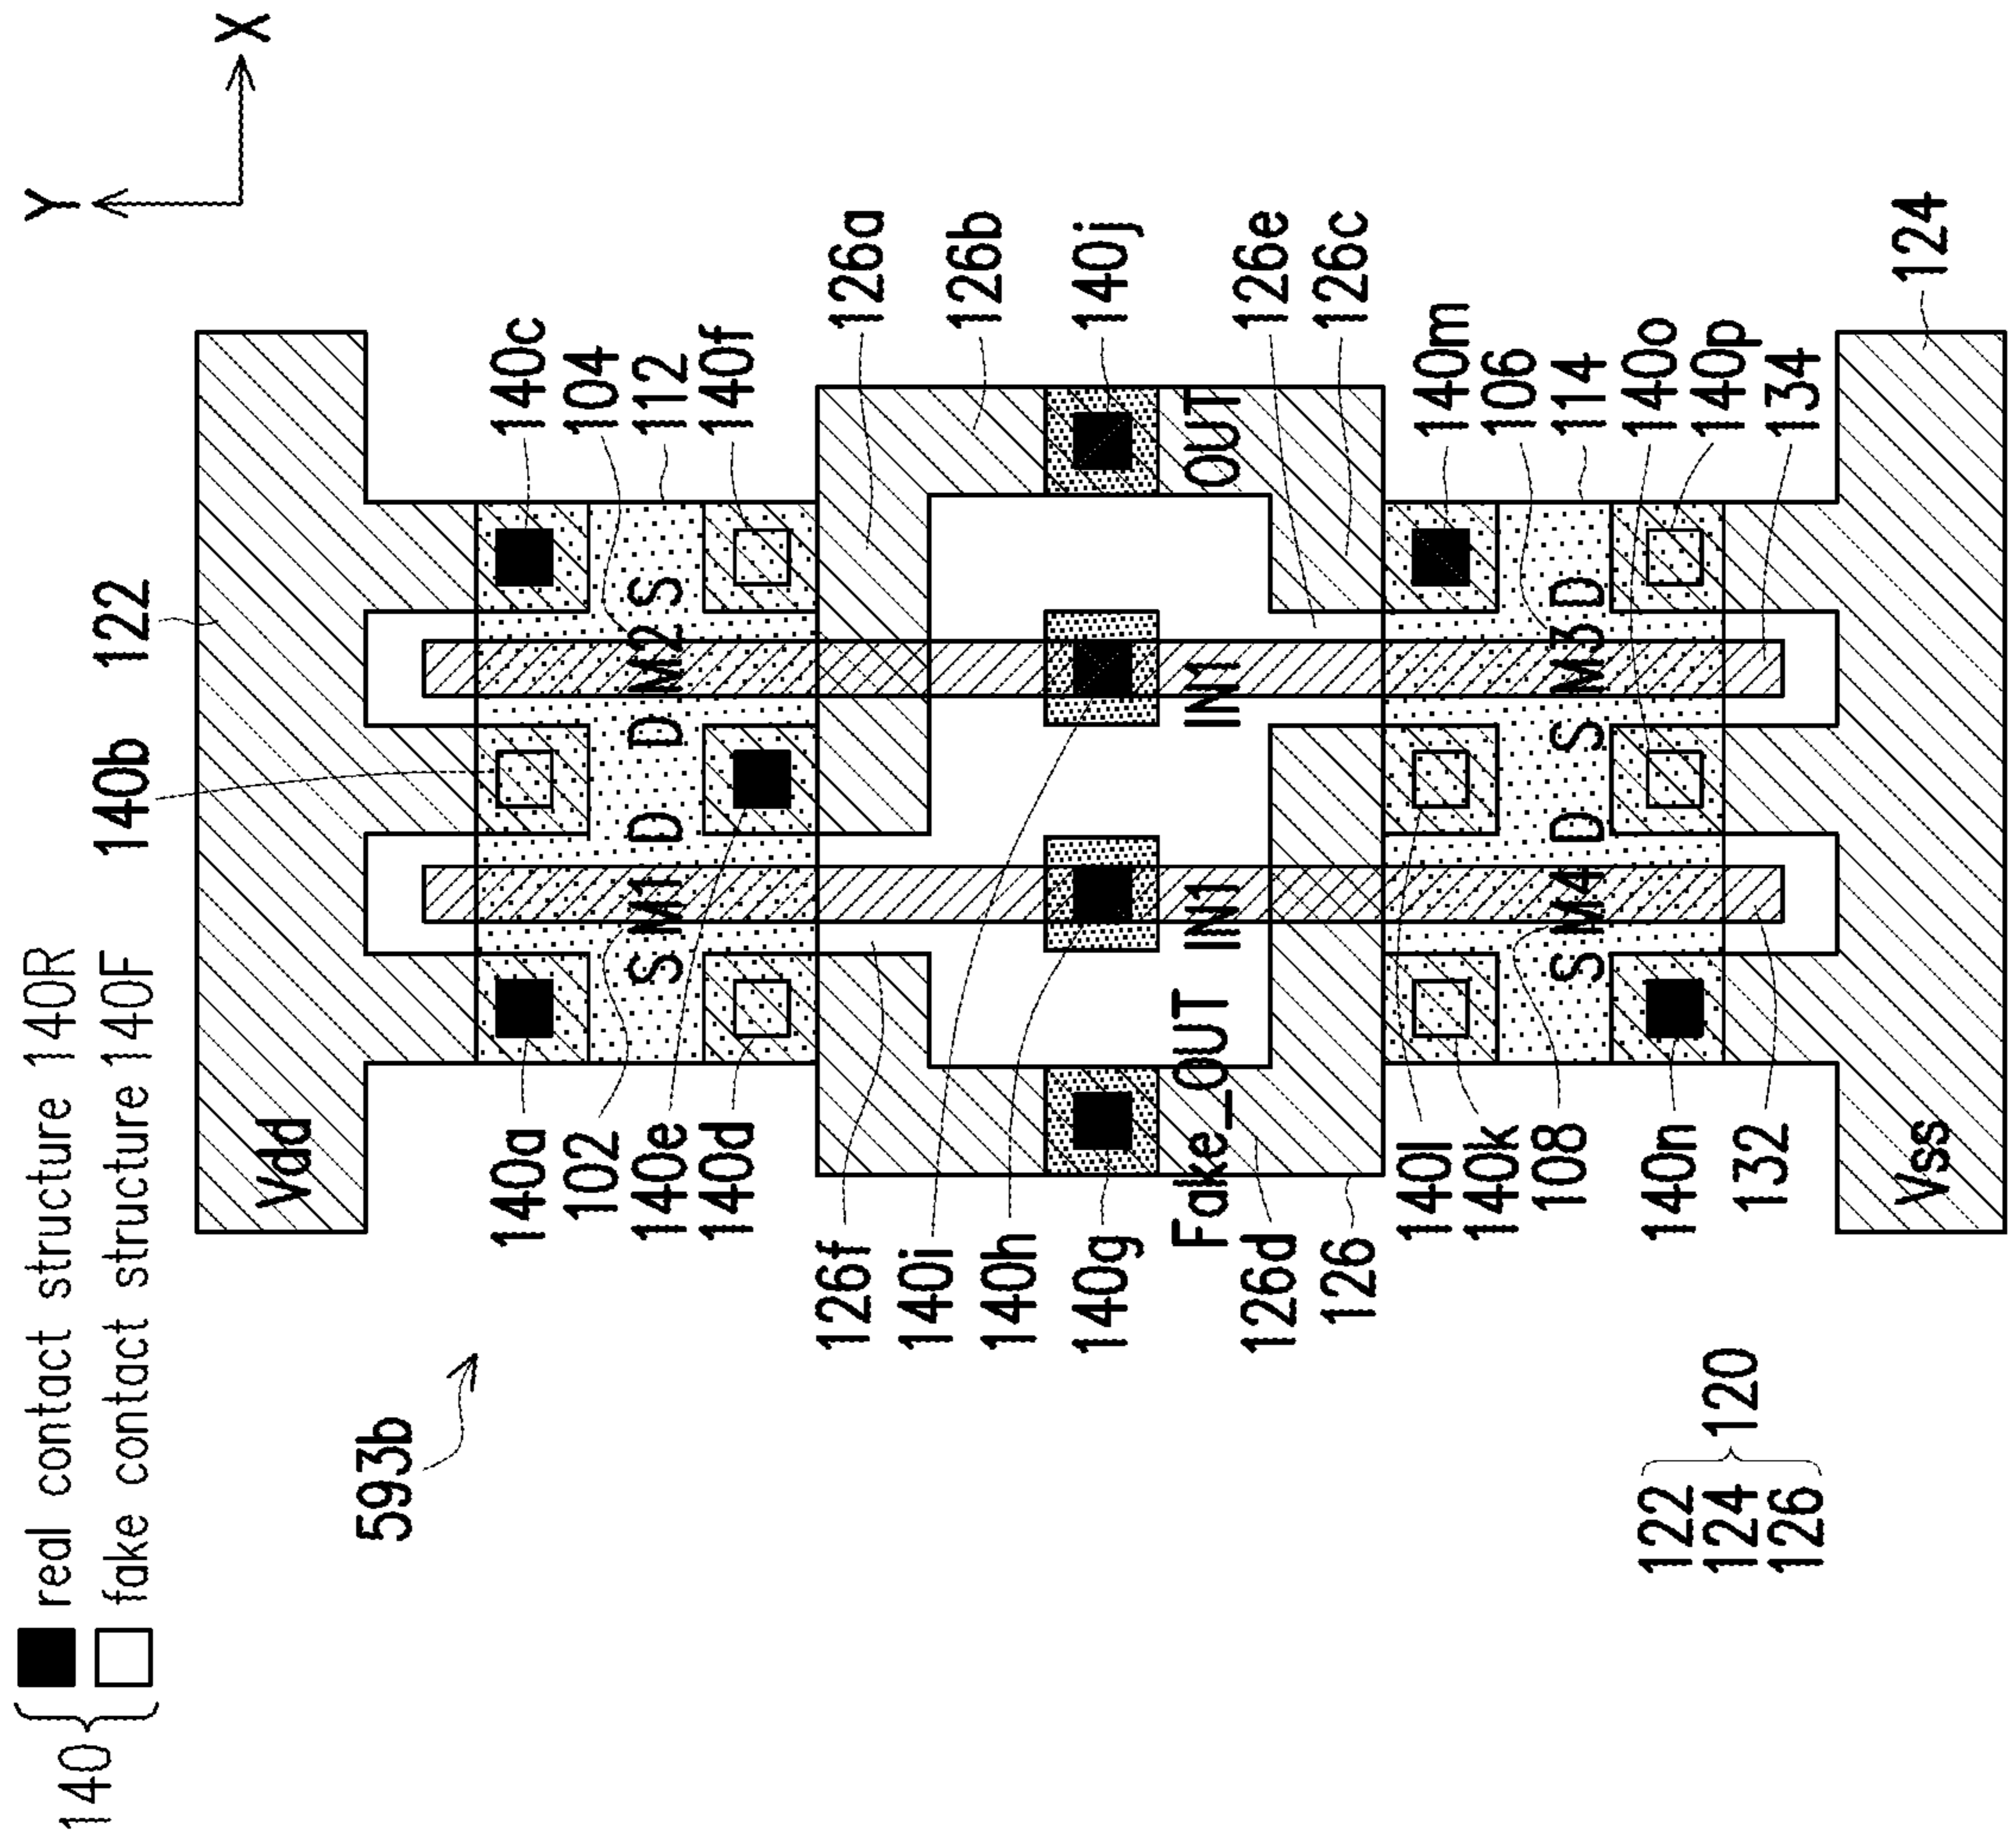 140 { real contact structure 140R
fake contact structure 140F
Y
X
593b
122
124
126
120
140b
122
Vdd
140a
102
140e
140d
140c
104
112
140f
S M1 D D M2 S
126f
140i
140h
140g
Fake_OUT IN1 IN1 OUT
126d
126
126a
126b
140j
126e
126c
140l
140k
108
140n
132
140m
106
114
140o
140p
134
S M4 D S M3 D
Vss
124